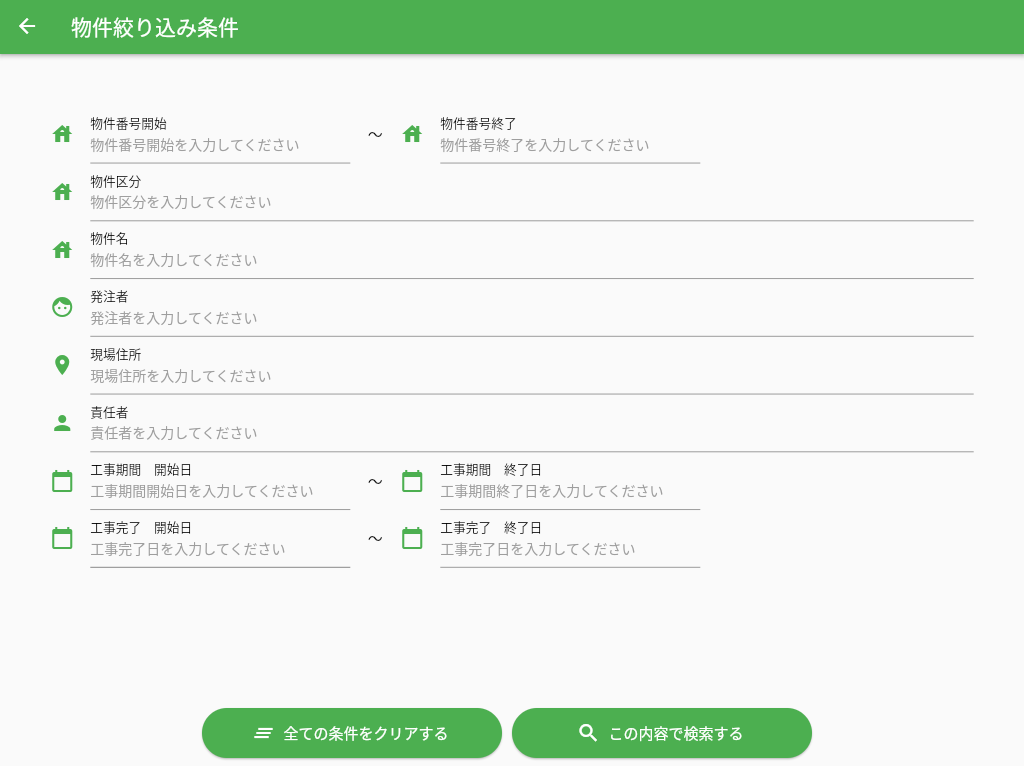 物件絞り込み条件
物件番号開始 物件番号終了
物件番号開始を入力してください ～ 物件番号終了を入力してください
物件区分
物件区分を入力してください
物件名
物件名を入力してください
発注者
発注者を入力してください
現場住所
現場住所を入力してください
責任者
責任者を入力してください
工事期間　開始日 工事期間　終了日
工事期間開始日を入力してください ～ 工事期間終了日を入力してください
工事完了　開始日 工事完了　終了日
工事完了日を入力してください ～ 工事完了日を入力してください
全ての条件をクリアする この内容で検索する